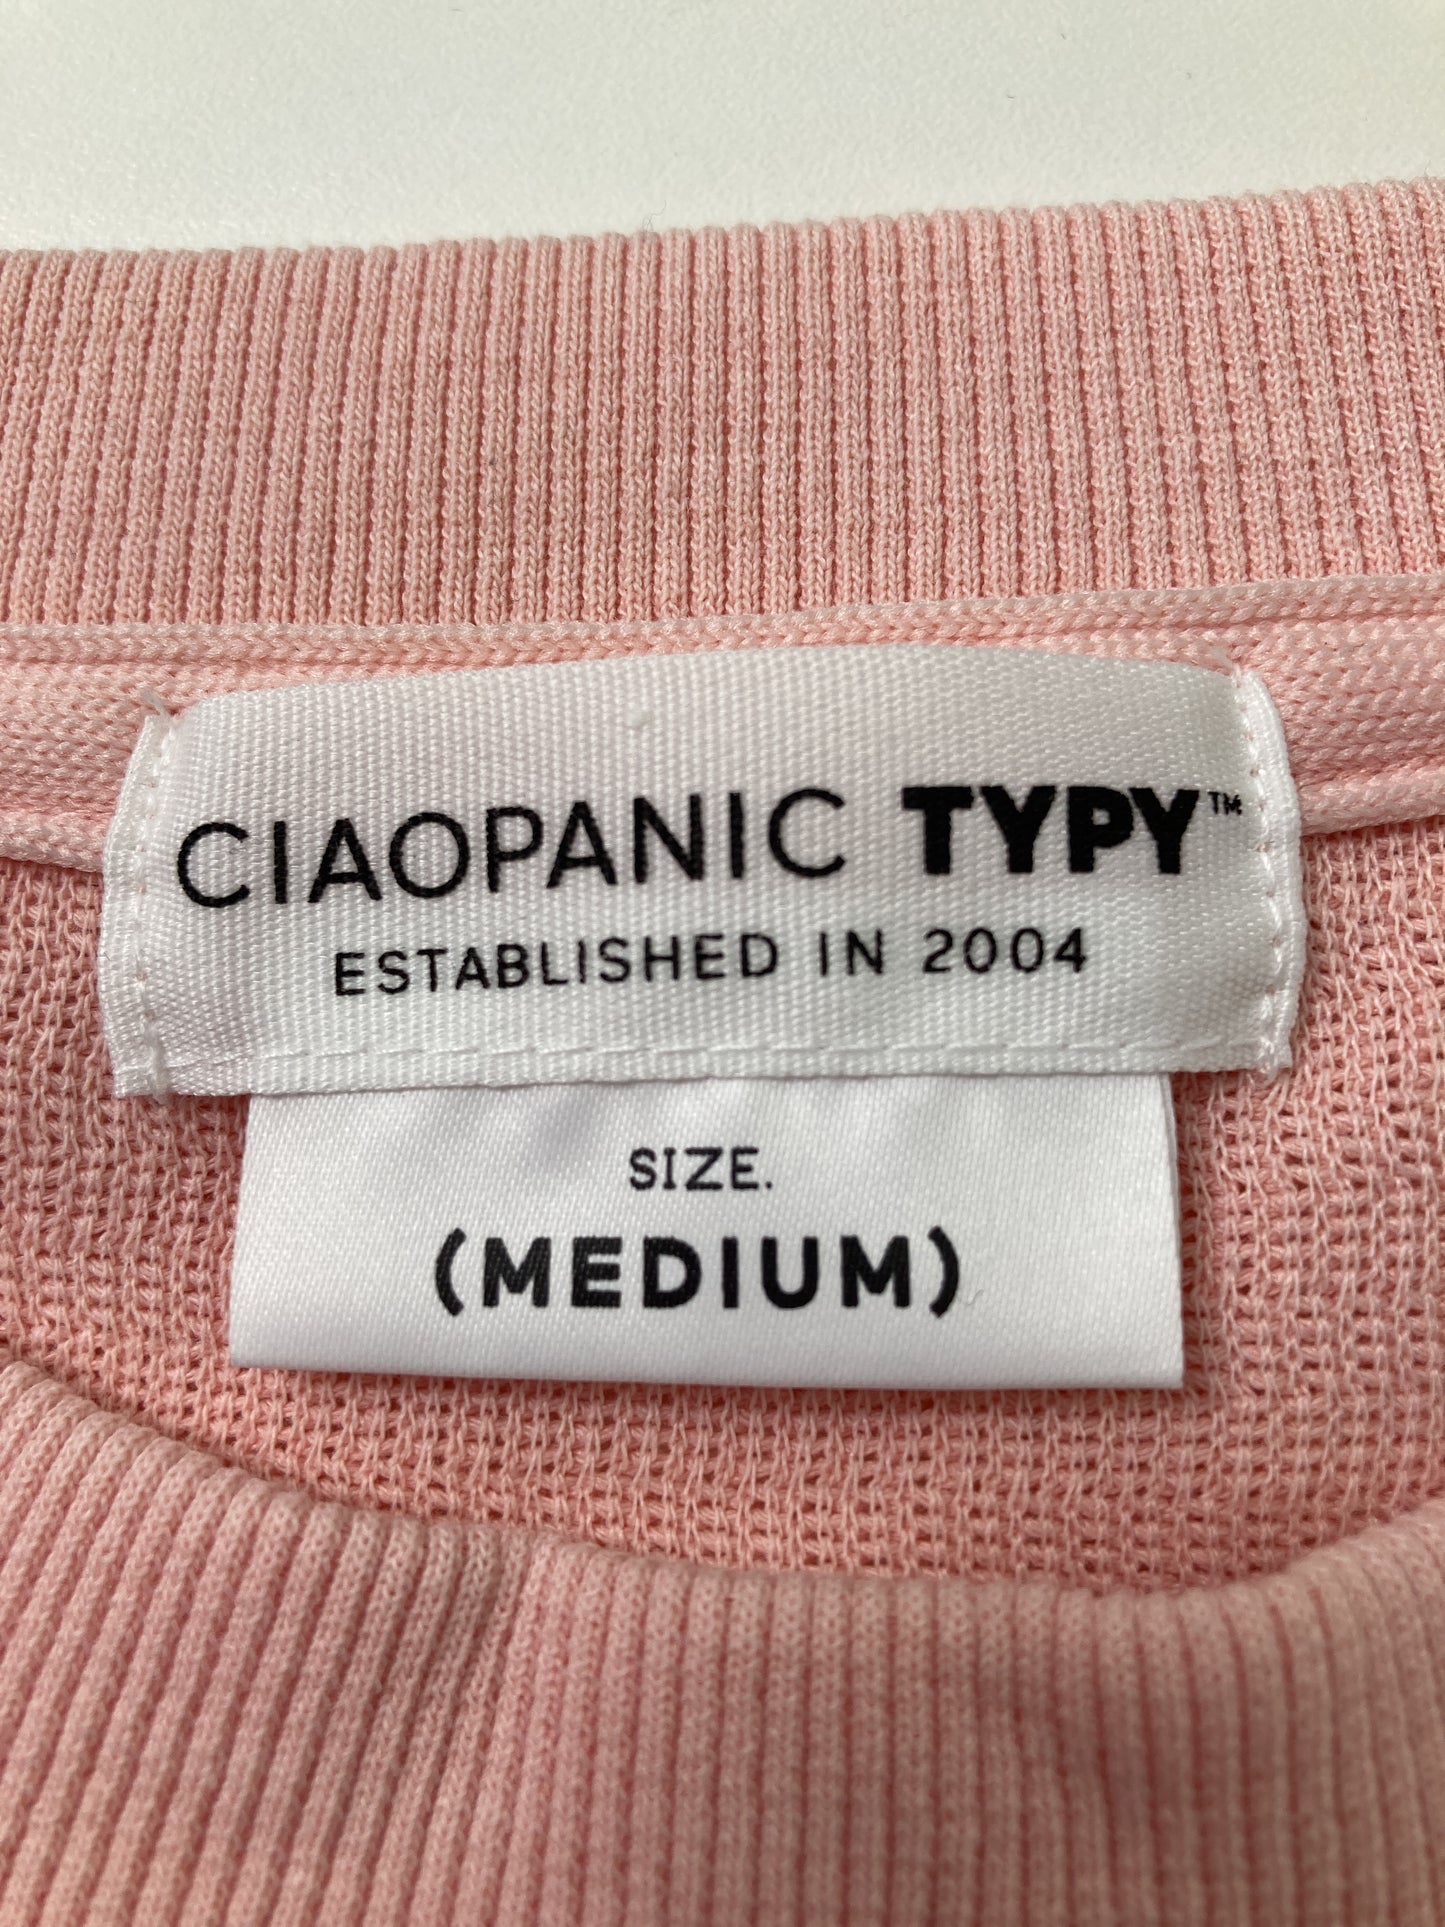 CIAOPANIC TYPY™
ESTABLISHED IN 2004
SIZE.
(MEDIUM)